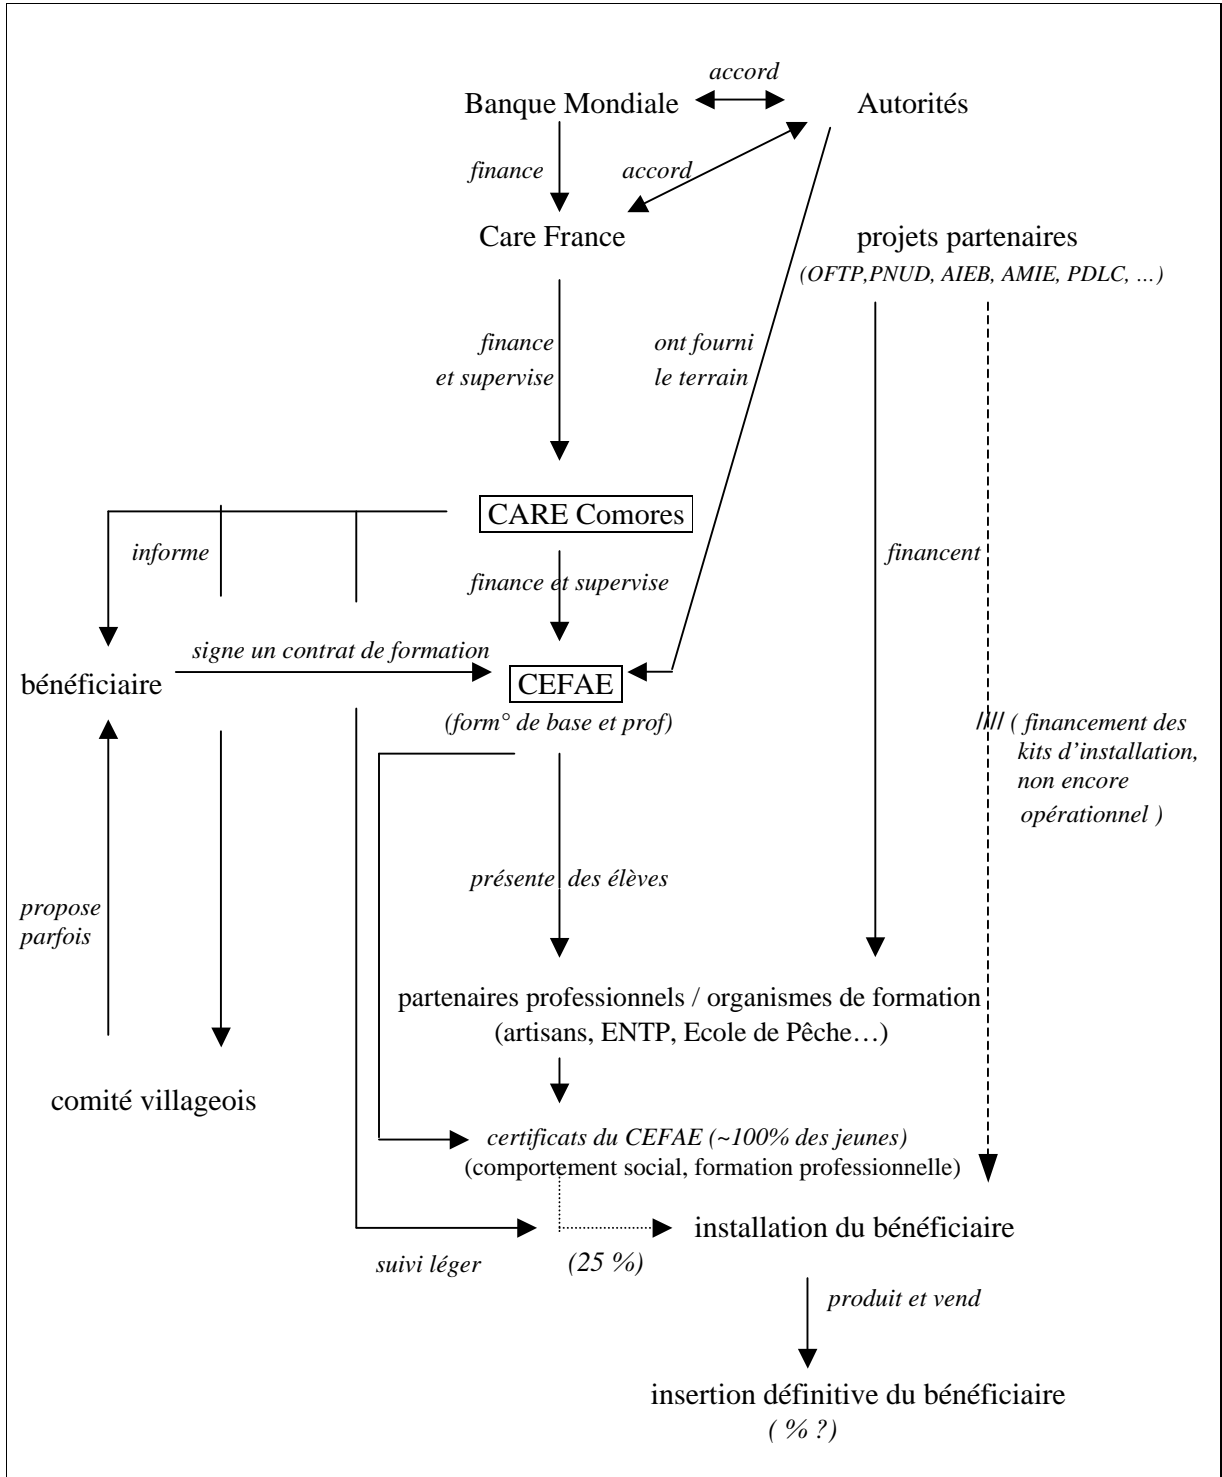 accord
Banque Mondiale
Autorités
finance
accord
Care France
projets partenaires
(OFTP,PNUD, AIEB, AMIE, PDLC, …)
finance
et supervise
ont fourni
le terrain
CARE Comores
informe
finance et supervise
financent
signe un contrat de formation
bénéficiaire
CEFAE
(form° de base et prof)
//// ( financement des
kits d’installation,
non encore
opérationnel )
présente des élèves
propose
parfois
partenaires professionnels / organismes de formation
(artisans, ENTP, Ecole de Pêche…)
comité villageois
certificats du CEFAE (~100% des jeunes)
(comportement social, formation professionnelle)
installation du bénéficiaire
suivi léger
(25 %)
produit et vend
insertion définitive du bénéficiaire
( % ?)